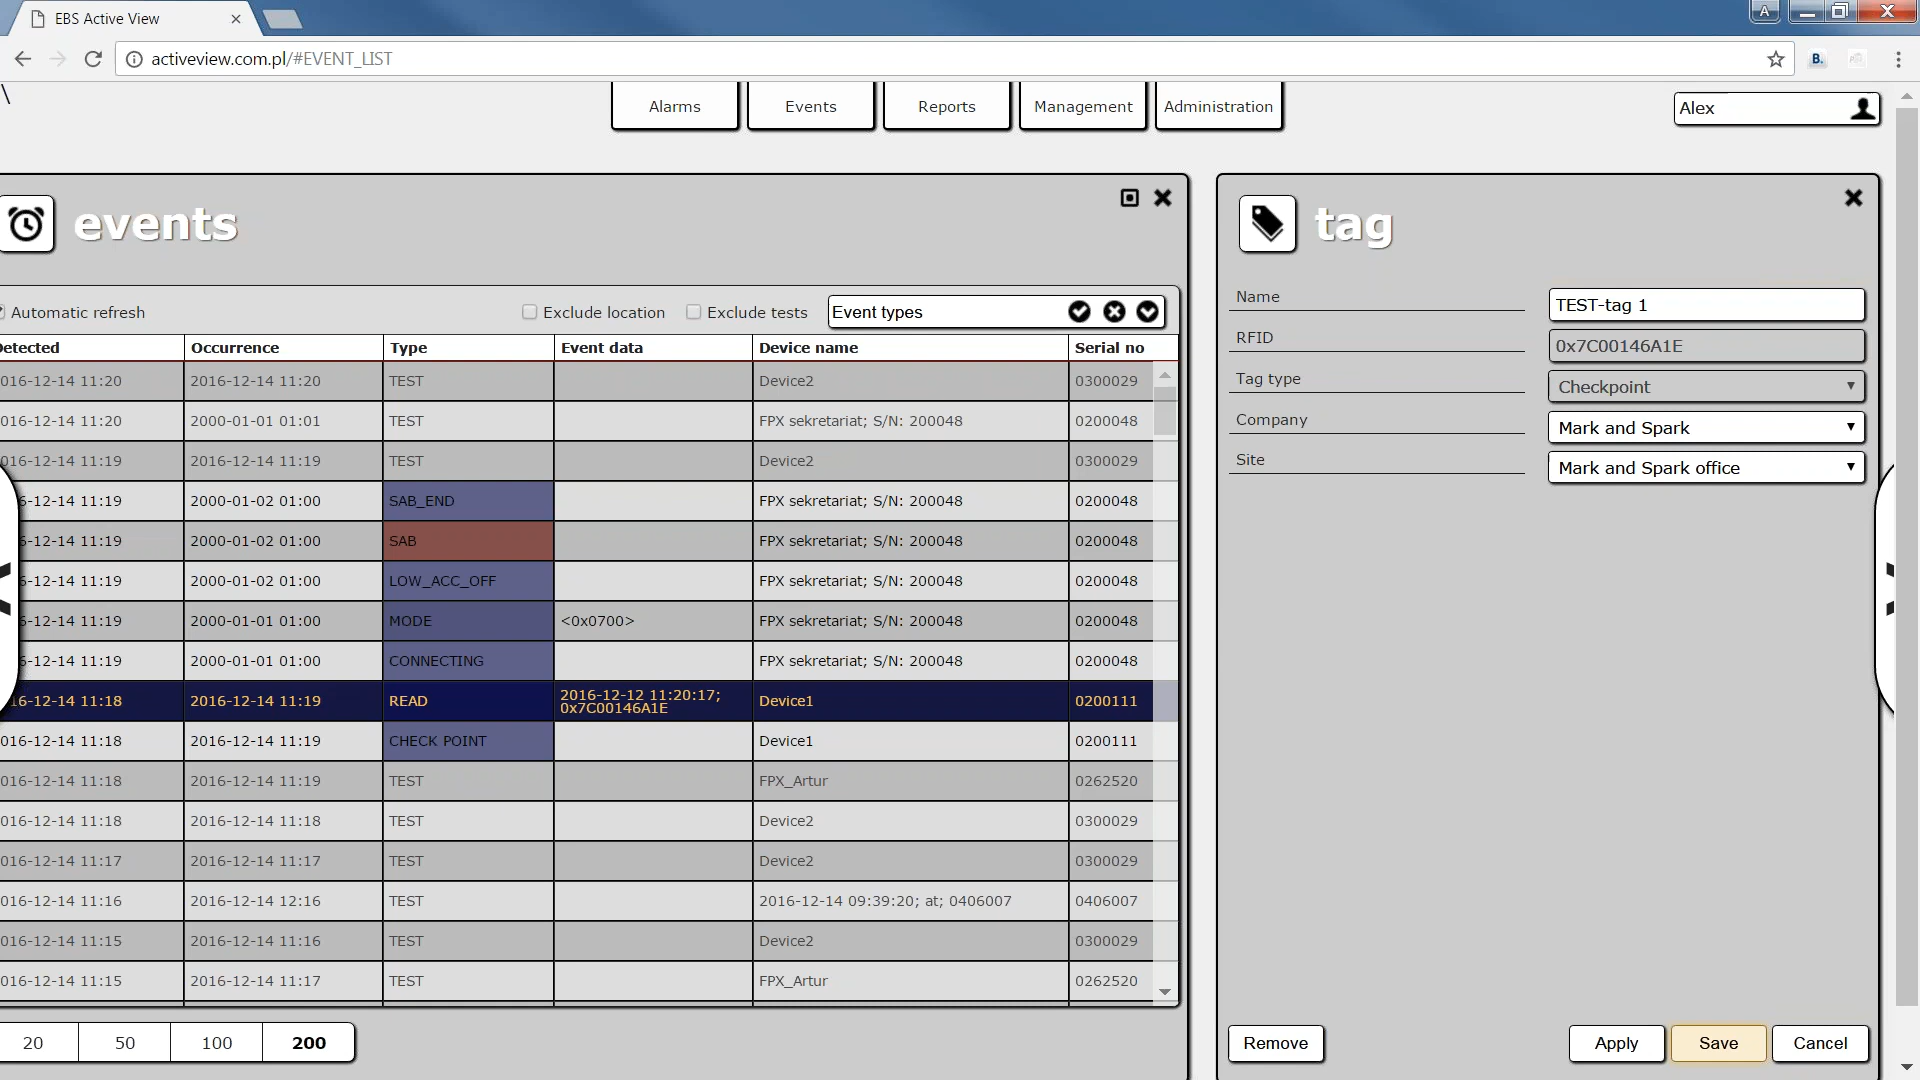 EBS Active View
A
activeview.com.pl/#EVENT_LIST
B.
\
Alarms
Events
Reports
Management
Administration
Alex
events
tag
Automatic refresh
Exclude location
Exclude tests
Event types
Detected Occurrence Type Event data Device name Serial no
016-12-14 11:20 2016-12-14 11:20 TEST Device2 0300029
016-12-14 11:20 2000-01-01 01:01 TEST FPX sekretariat; S/N: 200048 0200048
016-12-14 11:19 2016-12-14 11:19 TEST Device2 0300029
6-12-14 11:19 2000-01-02 01:00 SAB_END FPX sekretariat; S/N: 200048 0200048
6-12-14 11:19 2000-01-02 01:00 SAB FPX sekretariat; S/N: 200048 0200048
6-12-14 11:19 2000-01-02 01:00 LOW_ACC_OFF FPX sekretariat; S/N: 200048 0200048
6-12-14 11:19 2000-01-01 01:00 MODE <0x0700> FPX sekretariat; S/N: 200048 0200048
6-12-14 11:19 2000-01-01 01:00 CONNECTING FPX sekretariat; S/N: 200048 0200048
16-12-14 11:18 2016-12-14 11:19 READ 2016-12-12 11:20:17; Device1 0200111
0x7C00146A1E
016-12-14 11:18 2016-12-14 11:19 CHECK POINT Device1 0200111
016-12-14 11:18 2016-12-14 11:19 TEST FPX_Artur 0262520
016-12-14 11:18 2016-12-14 11:18 TEST Device2 0300029
016-12-14 11:17 2016-12-14 11:17 TEST Device2 0300029
016-12-14 11:16 2016-12-14 12:16 TEST 2016-12-14 09:39:20; at; 0406007 0406007
016-12-14 11:15 2016-12-14 11:16 TEST Device2 0300029
016-12-14 11:15 2016-12-14 11:17 TEST FPX_Artur 0262520
20 50 100 200
Name TEST-tag 1
RFID 0x7C00146A1E
Tag type Checkpoint
Company Mark and Spark
Site Mark and Spark office
Remove
Apply
Save
Cancel